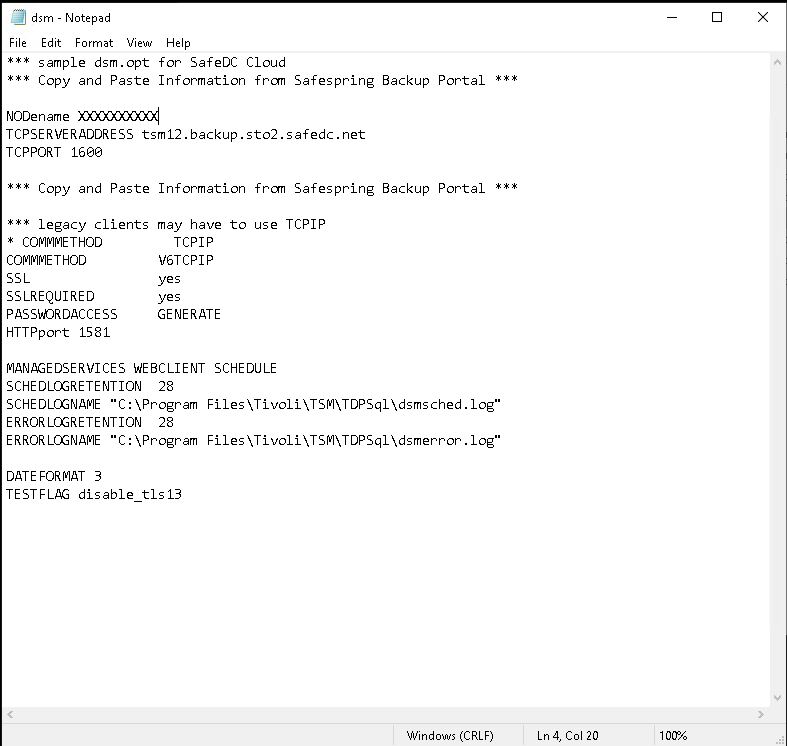 dsm - Notepad
File Edit Format View Help
*** sample dsm.opt for SafeDC Cloud
*** Copy and Paste Information from Safespring Backup Portal ***
NODename XXXXXXXXXX
TCPSERVERADDRESS tsm12.backup.sto2.safedc.net
TCPPORT 1600
*** Copy and Paste Information from Safespring Backup Portal ***
*** legacy clients may have to use TCPIP
* COMMMETHOD         TCPIP
COMMMETHOD         V6TCPIP
SSL                yes
SSLREQUIRED        yes
PASSWORDACCESS     GENERATE
HTTPport 1581
MANAGEDSERVICES WEBCLIENT SCHEDULE
SCHEDLOGRETENTION  28
SCHEDLOGNAME "C:\Program Files\Tivoli\TSM\TDPSql\dsmsched.log"
ERRORLOGRETENTION  28
ERRORLOGNAME "C:\Program Files\Tivoli\TSM\TDPSql\dsmerror.log"
DATEFORMAT 3
TESTFLAG disable_tls13
Windows (CRLF) Ln 4, Col 20 100%